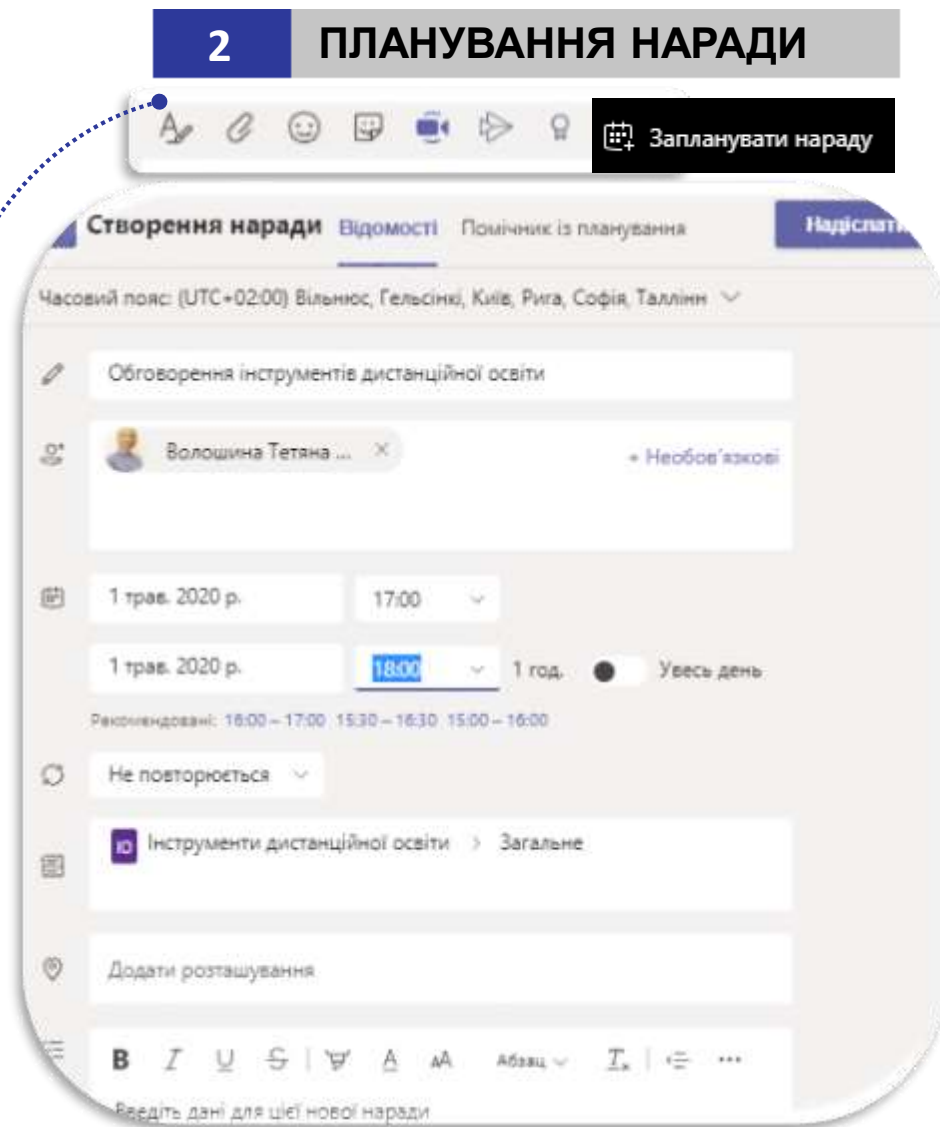 2 ПЛАНУВАННЯ НАРАДИ
Запланувати нараду
Створення наради Відомості Помічник із планування Надіслати
Часовий пояс: (UTC+02:00) Вільнюс, Гельсінкі, Київ, Рига, Софія, Таллінн
Обговорення інструментів дистанційної освіти
Волошина Тетяна ... × + Необов'язкові
1 трав. 2020 р. 17:00
1 трав. 2020 р. 18:00 1 год. Увесь день
Рекомендовані: 16:00 – 17:00 15:30 – 16:30 15:00 – 16:00
Не повторюється
ІО Інструменти дистанційної освіти > Загальне
Додати розташування
B I U S A AA Абзац Tx ...
Введіть дані для цієї нової наради